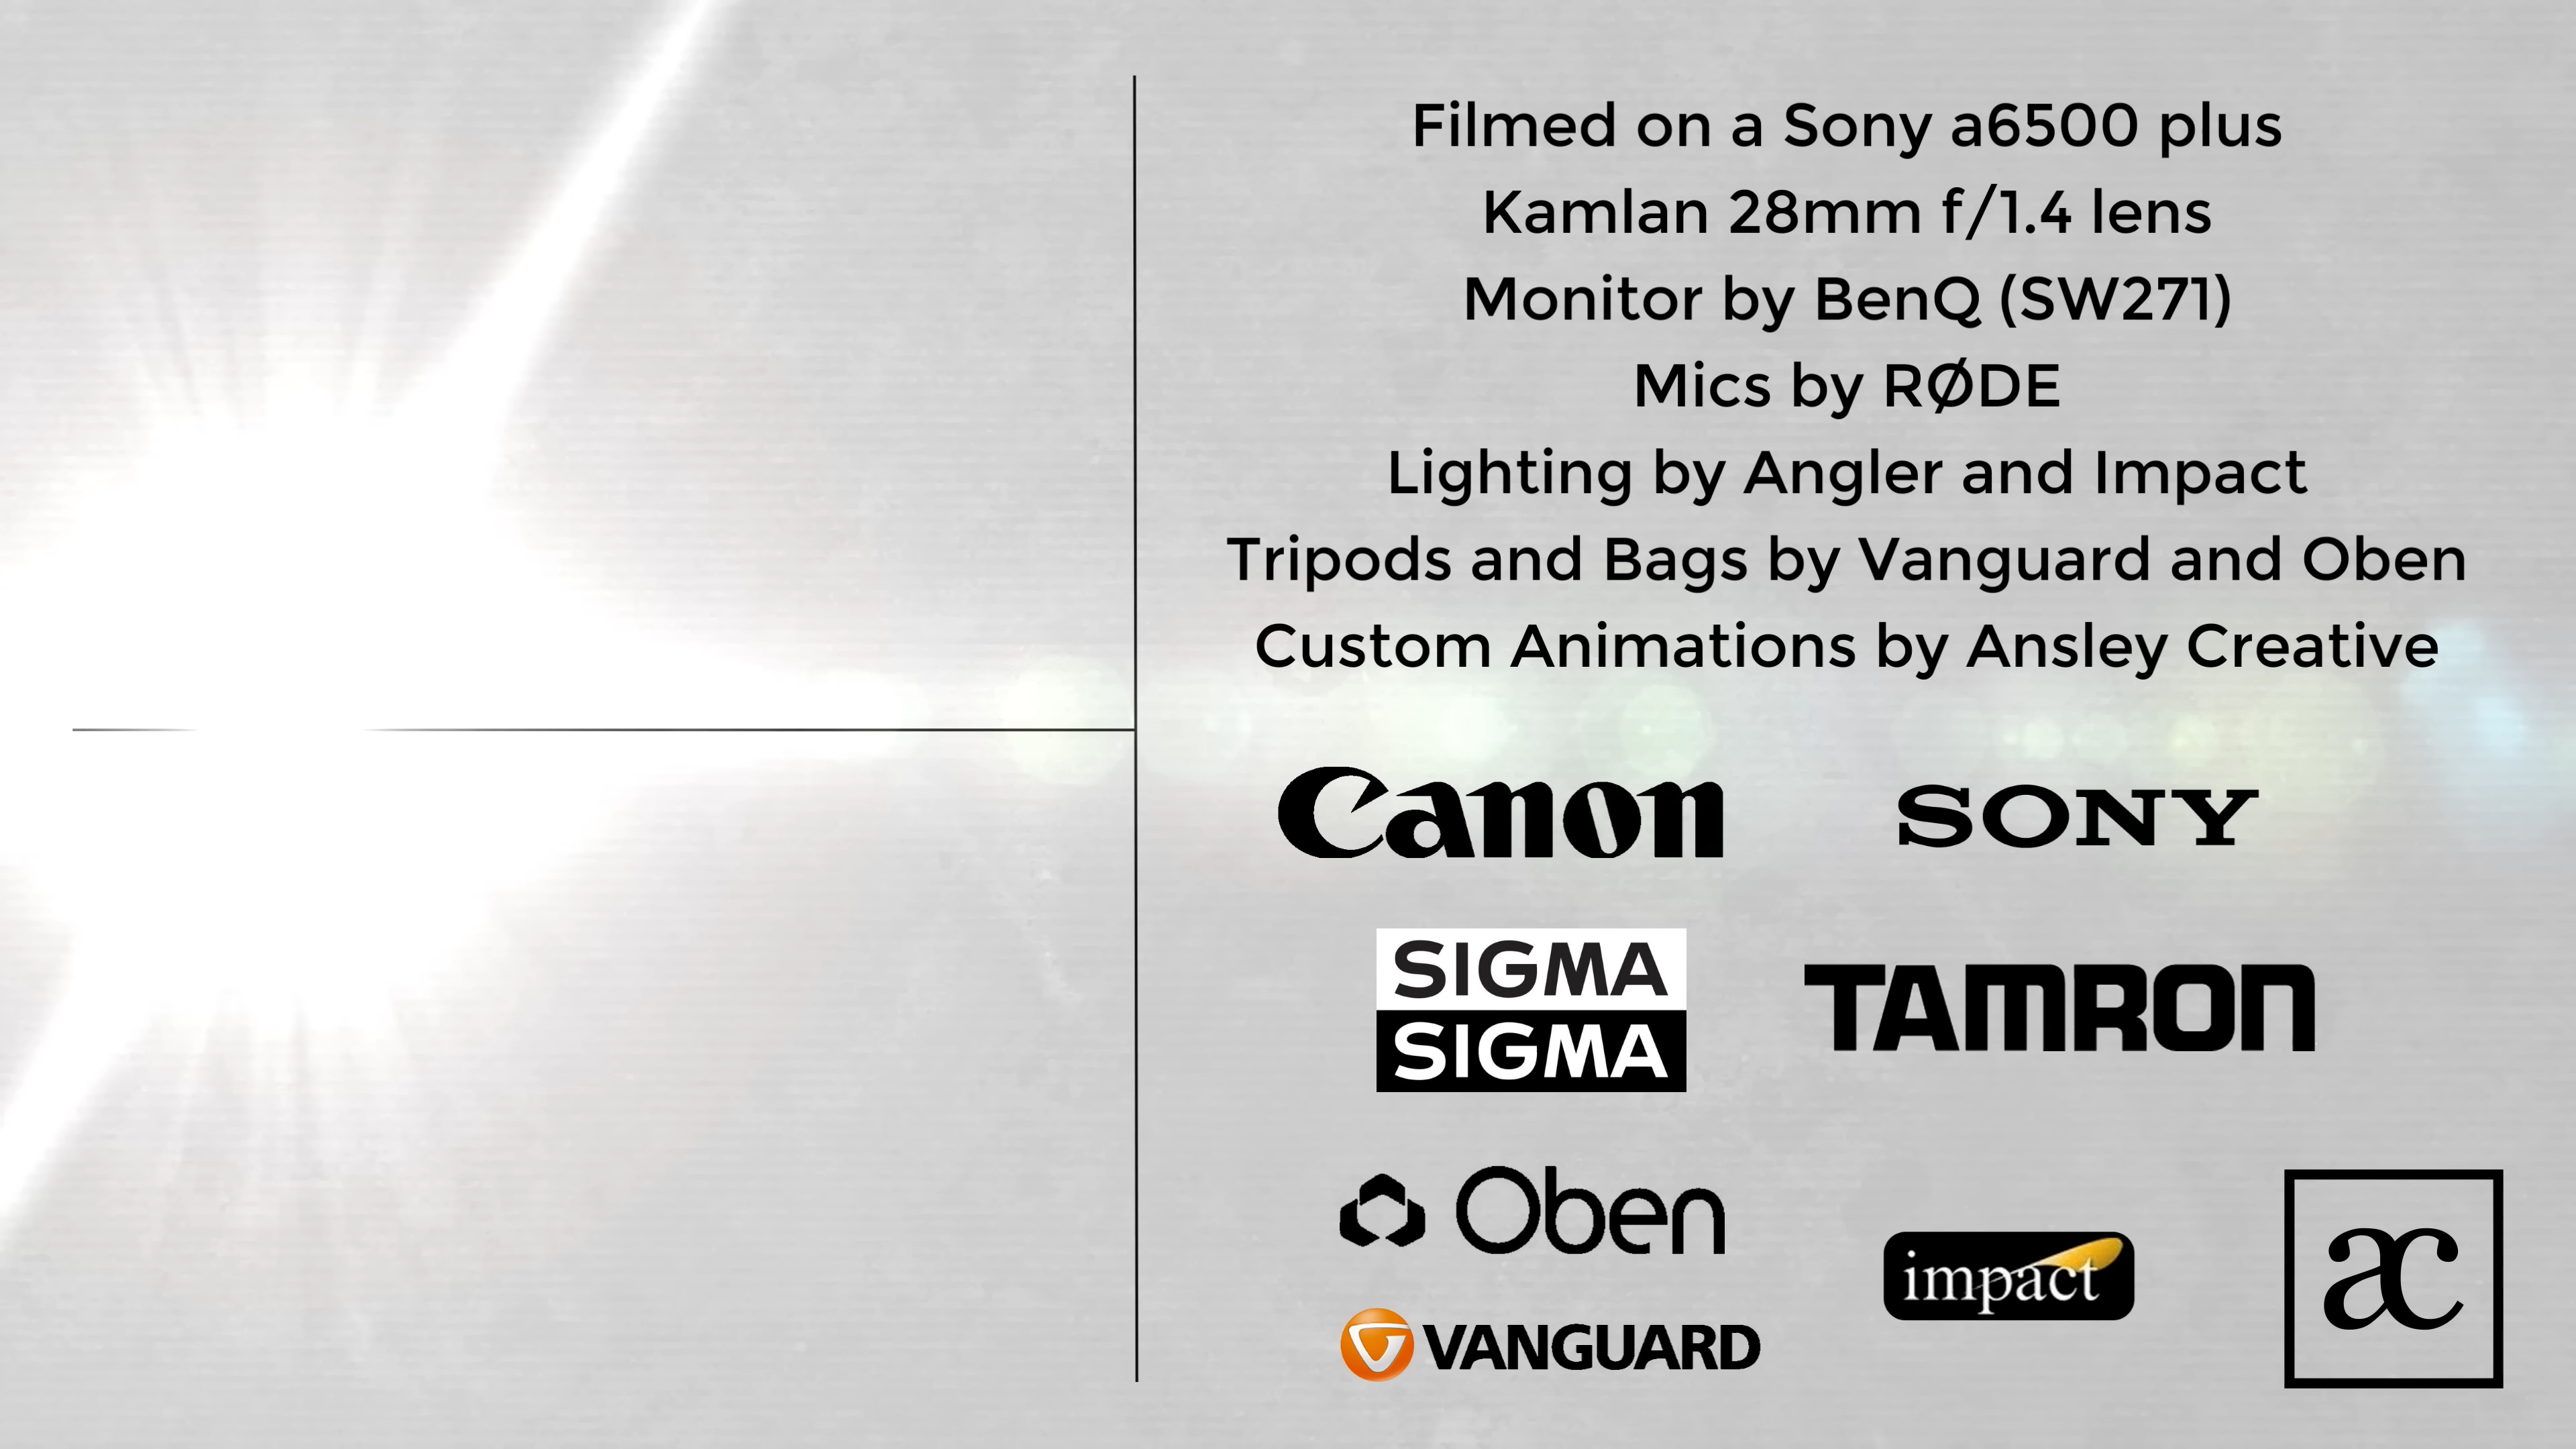 Filmed on a Sony a6500 plus
Kamlan 28mm f/1.4 lens
Monitor by BenQ (SW271)
Mics by RØDE
Lighting by Angler and Impact
Tripods and Bags by Vanguard and Oben
Custom Animations by Ansley Creative
Canon
SONY
SIGMA
SIGMA
TAMRON
Oben
impact
VANGUARD
ac